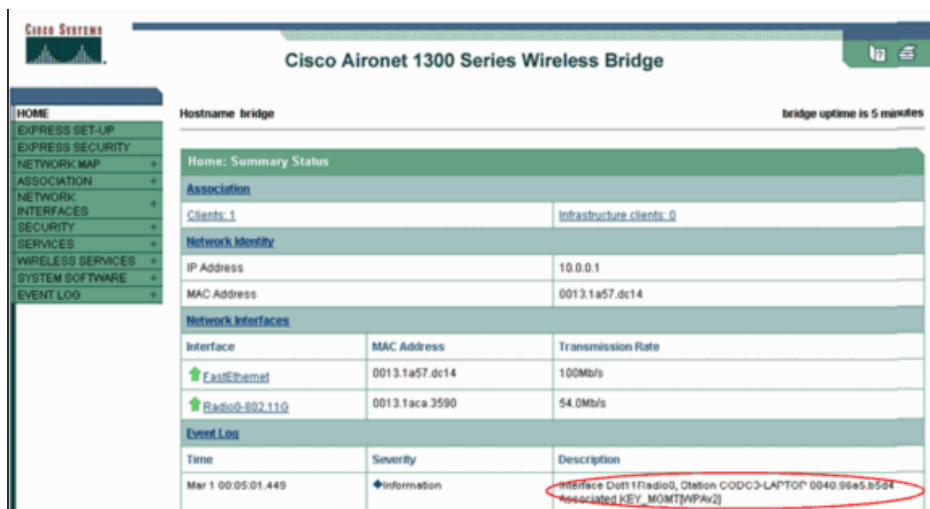 CISCO SYSTEMS
Cisco Aironet 1300 Series Wireless Bridge
HOME
EXPRESS SET-UP
EXPRESS SECURITY
NETWORK MAP +
ASSOCIATION +
NETWORK
INTERFACES +
SECURITY +
SERVICES +
WIRELESS SERVICES +
SYSTEM SOFTWARE +
EVENT LOG +
Hostname bridge
bridge uptime is 5 minutes
Home: Summary Status
Association
Clients: 1
Infrastructure clients: 0
Network Identity
IP Address
10.0.0.1
MAC Address
0013.1a57.dc14
Network Interfaces
Interface
MAC Address
Transmission Rate
FastEthernet
0013.1a57.dc14
100Mb/s
Radio0-802.11G
0013.1aca.3590
54.0Mb/s
Event Log
Time
Severity
Description
Mar 1 00:05:01.449
Information
Interface Dot11Radio0, Station CODC3-LAPTOP 0040.96a5.b5d4
Associated KEY_MGMT[WPAv2]